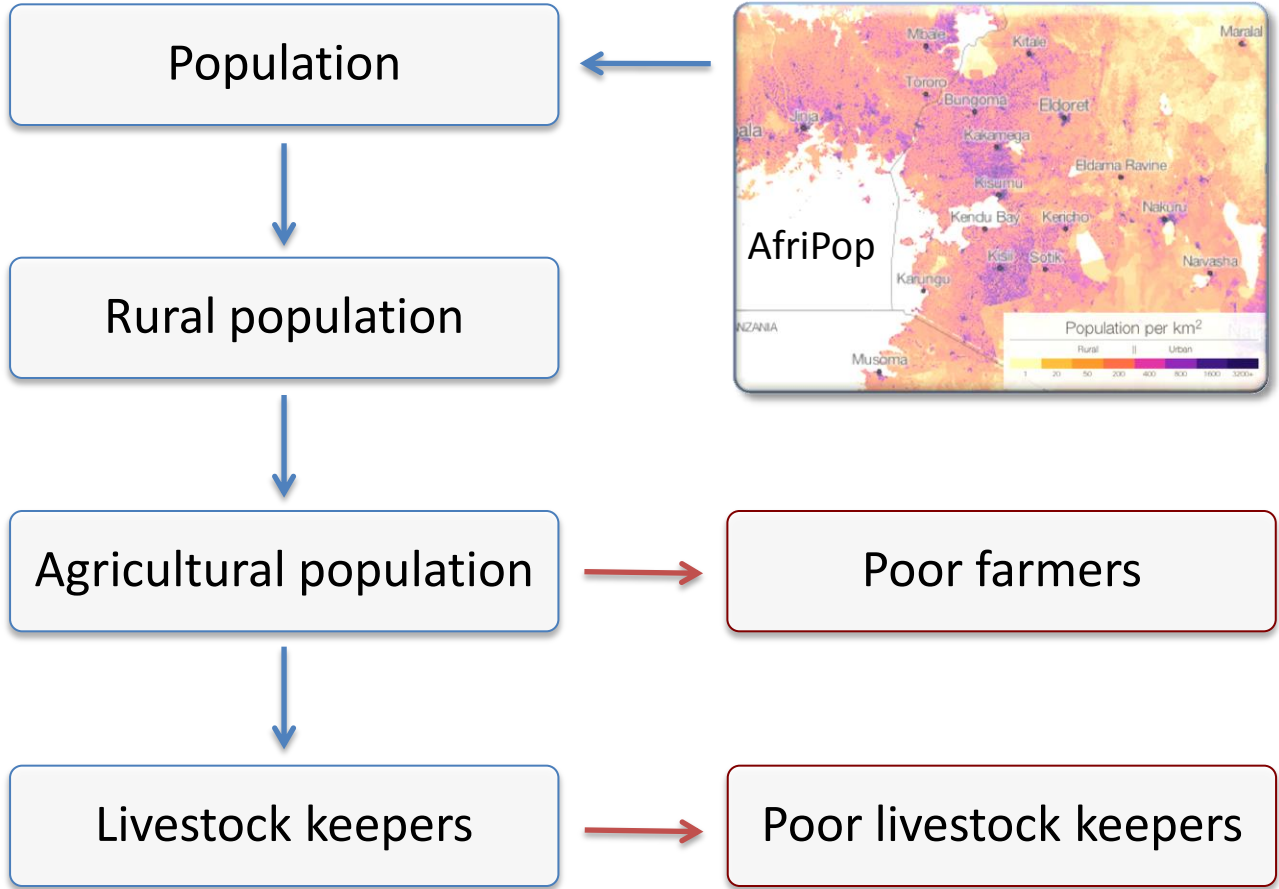 Population
Mbale
Kitale
Maralal
Tororo
Bungoma
Eldoret
Jinja
ala
Kakamega
Eldama Ravine
Kisumu
Kendu Bay
Kericho
Nakuru
AfriPop
Kisii
Sotik
Naivasha
Karungu
Rural population
NZANIA
Population per km²
Rural || Urban
1 20 50 200 400 800 1600 3200+
Musoma
Agricultural population
Poor farmers
Livestock keepers
Poor livestock keepers